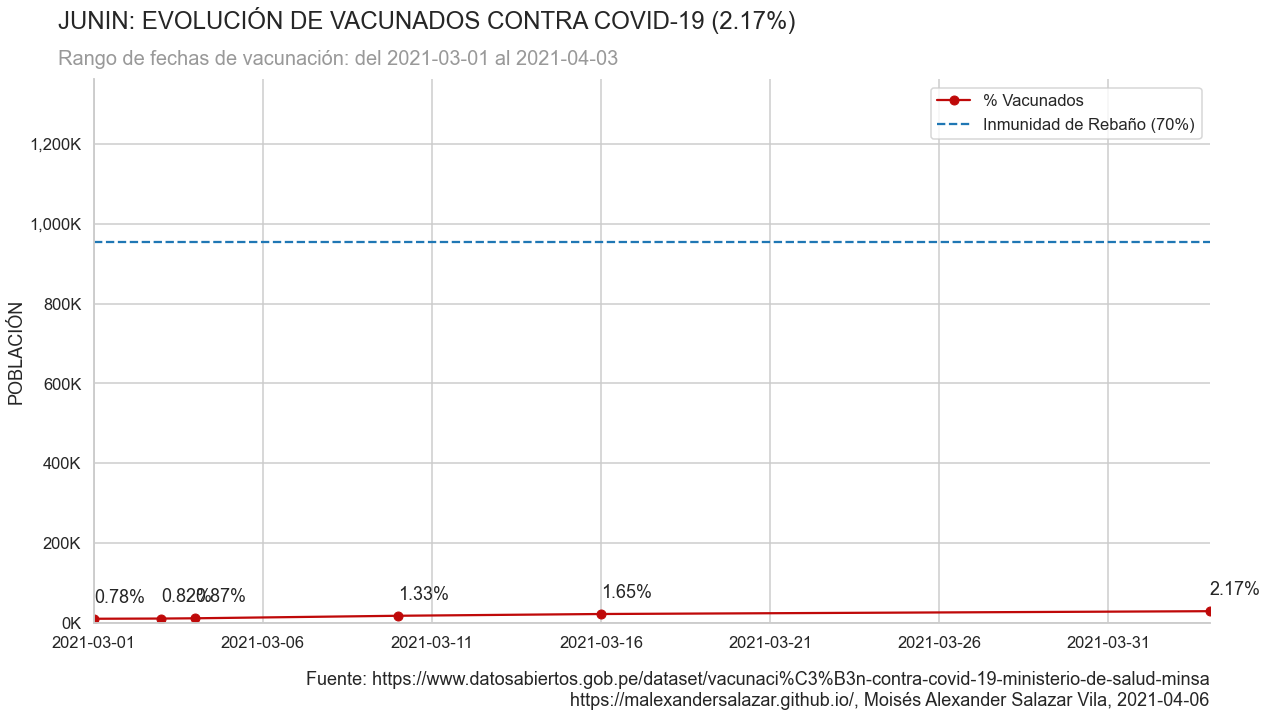 JUNIN: EVOLUCIÓN DE VACUNADOS CONTRA COVID-19 (2.17%)
Rango de fechas de vacunación: del 2021-03-01 al 2021-04-03
% Vacunados
Inmunidad de Rebaño (70%)
1,200K
1,000K
800K
600K
400K
200K
0K
POBLACIÓN
0.78%
0.82%
0.87%
1.33%
1.65%
2.17%
2021-03-01
2021-03-06
2021-03-11
2021-03-16
2021-03-21
2021-03-26
2021-03-31
Fuente: https://www.datosabiertos.gob.pe/dataset/vacunaci%C3%B3n-contra-covid-19-ministerio-de-salud-minsa
https://malexandersalazar.github.io/, Moisés Alexander Salazar Vila, 2021-04-06